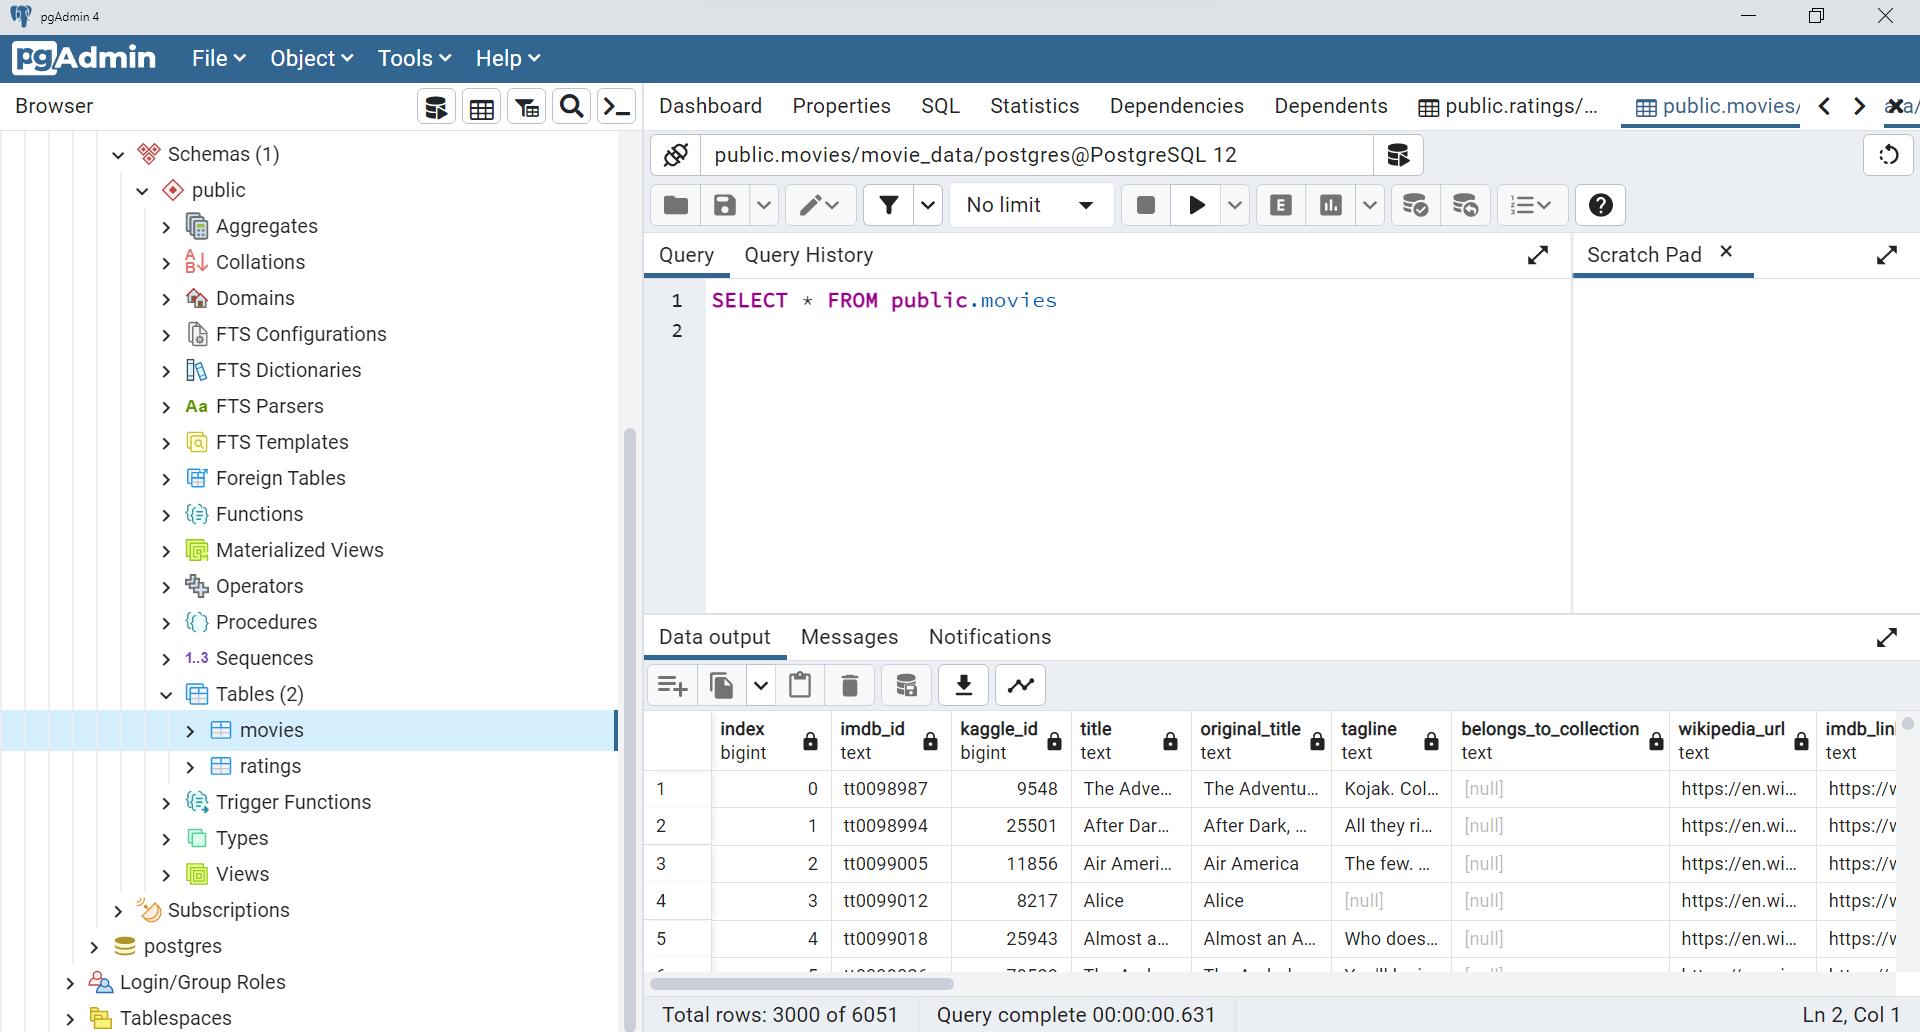 pgAdmin 4
pgAdmin File Object Tools Help
Browser
Schemas (1)
public
Aggregates
Collations
Domains
FTS Configurations
FTS Dictionaries
Aa FTS Parsers
FTS Templates
Foreign Tables
Functions
Materialized Views
Operators
Procedures
1..3 Sequences
Tables (2)
movies
ratings
Trigger Functions
Types
Views
Subscriptions
postgres
Login/Group Roles
Tablespaces
Dashboard Properties SQL Statistics Dependencies Dependents public.ratings/... public.movies/
public.movies/movie_data/postgres@PostgreSQL 12
No limit E
Query Query History Scratch Pad
1 SELECT * FROM public.movies
2
Data output Messages Notifications
index imdb_id kaggle_id title original_title tagline belongs_to_collection wikipedia_url imdb_lin
bigint text bigint text text text text text text
1 0 tt0098987 9548 The Adve... The Adventu... Kojak. Col... [null] https://en.wi... https://
2 1 tt0098994 25501 After Dar... After Dark, ... All they ri... [null] https://en.wi... https://
3 2 tt0099005 11856 Air Ameri... Air America The few. ... [null] https://en.wi... https://
4 3 tt0099012 8217 Alice Alice [null] [null] https://en.wi... https://
5 4 tt0099018 25943 Almost a... Almost an A... Who does... [null] https://en.wi... https://
Total rows: 3000 of 6051 Query complete 00:00:00.631 Ln 2, Col 1